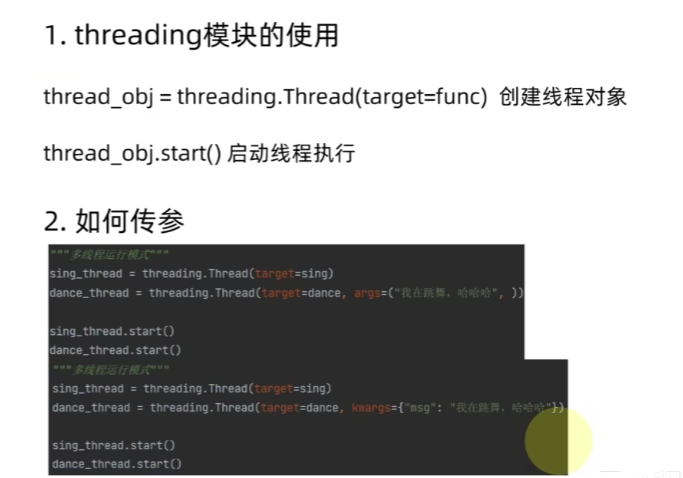 1. threading模块的使用
thread_obj = threading.Thread(target=func) 创建线程对象
thread_obj.start() 启动线程执行
2. 如何传参
"""多线程运行模式"""
sing_thread = threading.Thread(target=sing)
dance_thread = threading.Thread(target=dance, args=("我在跳舞，哈哈哈", ))
sing_thread.start()
dance_thread.start()
"""多线程运行模式"""
sing_thread = threading.Thread(target=sing)
dance_thread = threading.Thread(target=dance, kwargs={"msg": "我在跳舞，哈哈哈"})
sing_thread.start()
dance_thread.start()